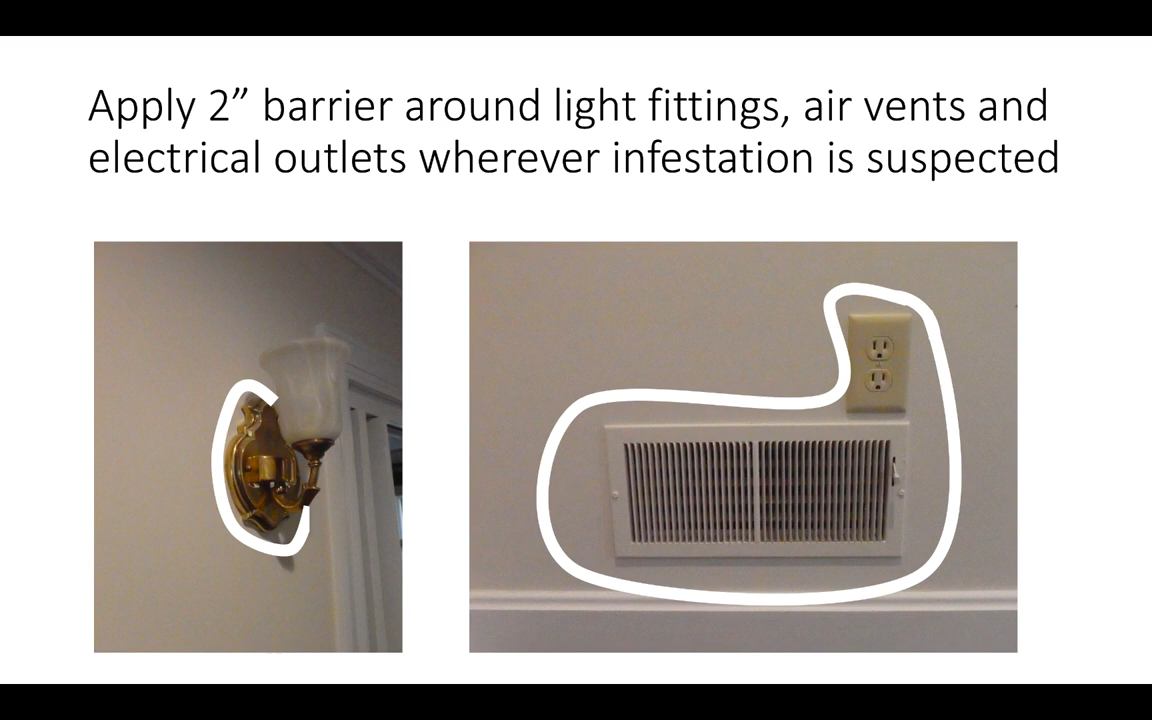 Apply 2” barrier around light fittings, air vents and
electrical outlets wherever infestation is suspected